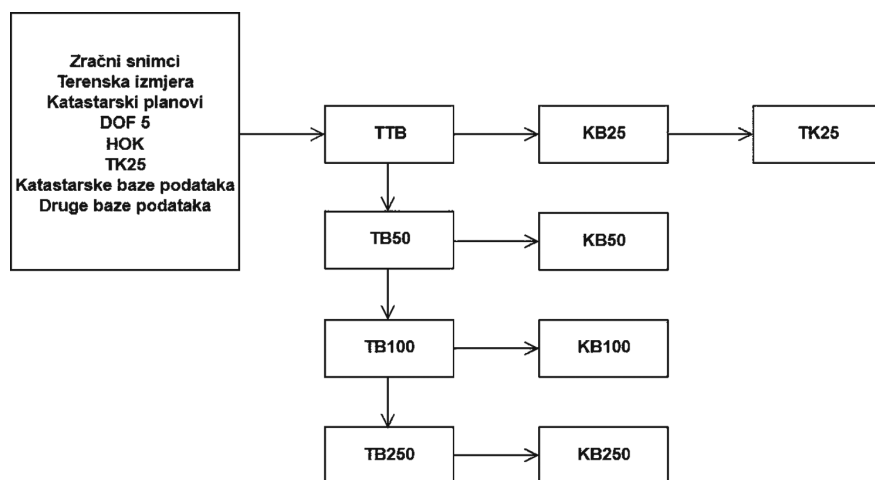 Zračni snimci
Terenska izmjera
Katastarski planovi
DOF 5
HOK
TK25
Katastarske baze podataka
Druge baze podataka
TTB
KB25
TK25
TB50
KB50
TB100
KB100
TB250
KB250